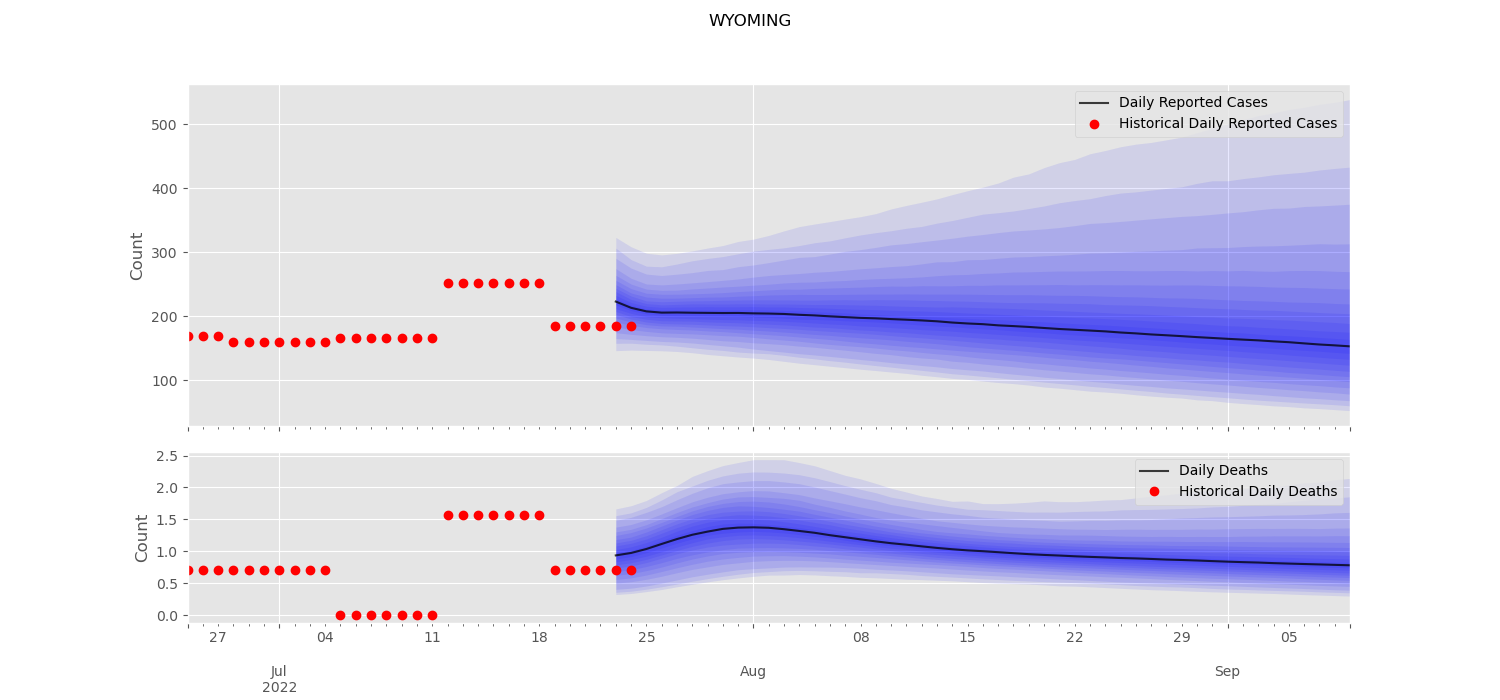 WYOMING
Count
500
400
300
200
100
Daily Reported Cases
Historical Daily Reported Cases
Count
2.5
2.0
1.5
1.0
0.5
0.0
Daily Deaths
Historical Daily Deaths
27 04 11 18 25 08 15 22 29 05
Jul Aug Sep
2022